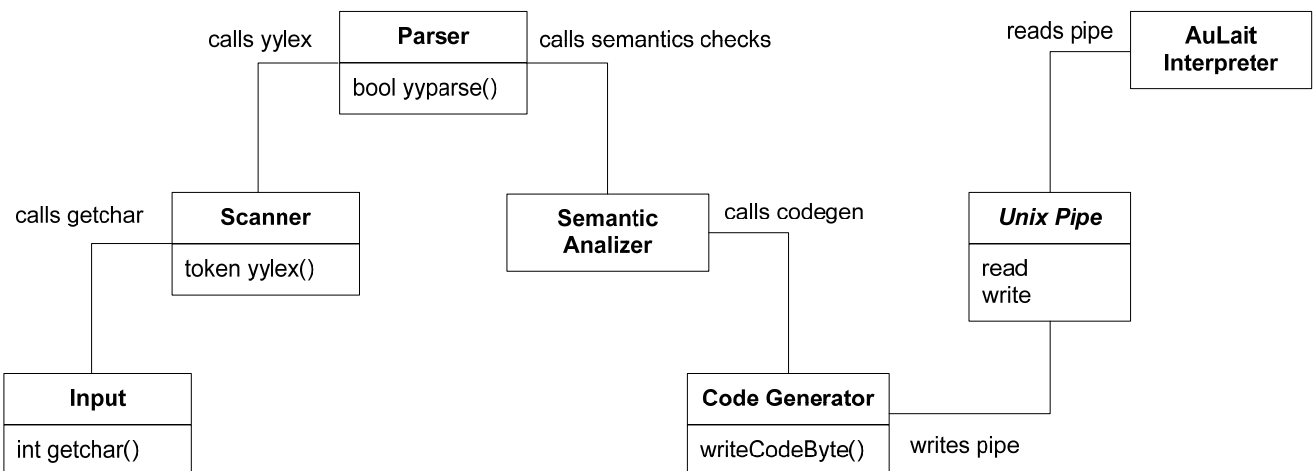 calls yylex
Parser
bool yyparse()
calls semantics checks
reads pipe
AuLait
Interpreter
calls getchar
Scanner
token yylex()
Semantic
Analizer
calls codegen
Unix Pipe
read
write
Input
int getchar()
Code Generator
writeCodeByte()
writes pipe